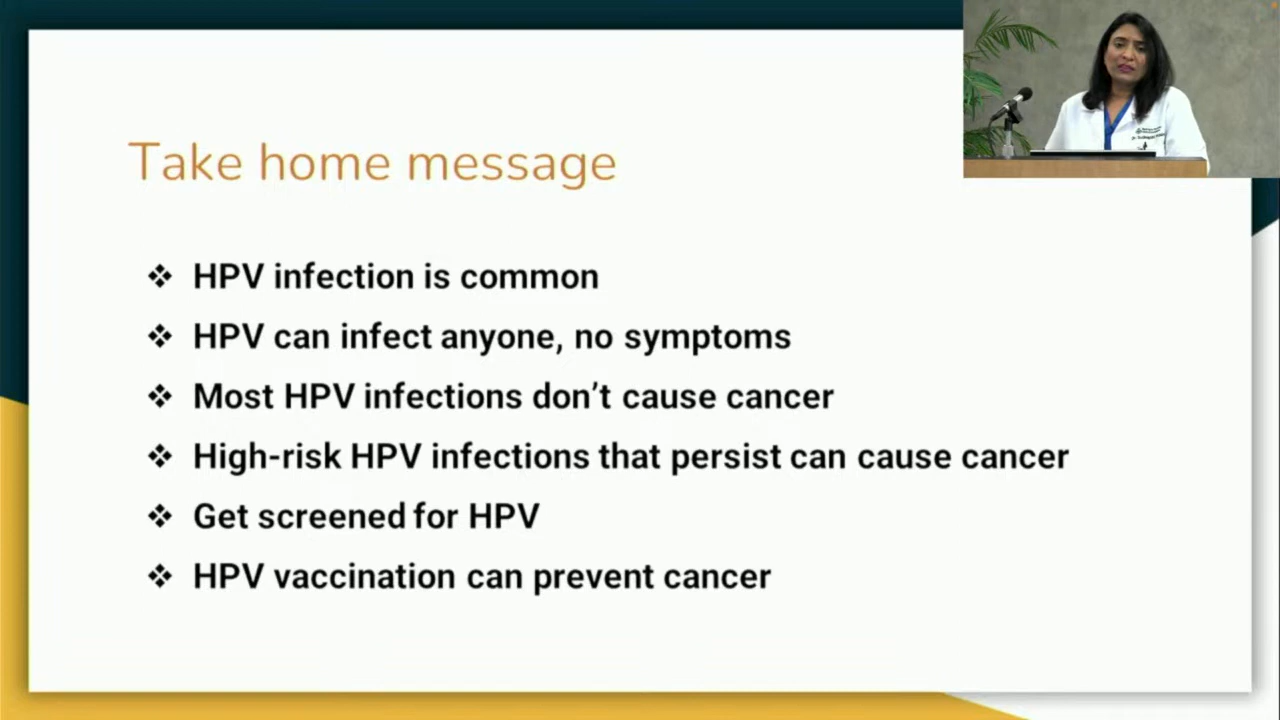 Take home message
❖ HPV infection is common
❖ HPV can infect anyone, no symptoms
❖ Most HPV infections don’t cause cancer
❖ High-risk HPV infections that persist can cause cancer
❖ Get screened for HPV
❖ HPV vaccination can prevent cancer